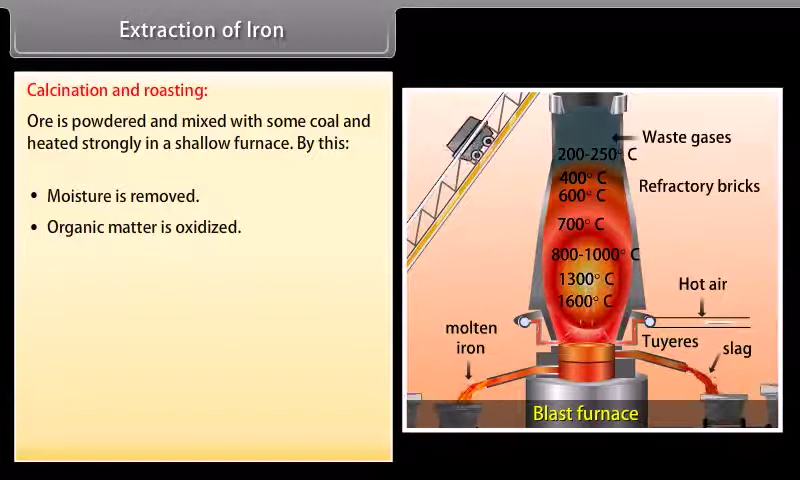 Extraction of Iron
Calcination and roasting:
Ore is powdered and mixed with some coal and
heated strongly in a shallow furnace. By this:
• Moisture is removed.
• Organic matter is oxidized.
Waste gases
200-250° C
400° C
Refractory bricks
600° C
700° C
800-1000° C
1300° C
Hot air
1600° C
molten
iron
Tuyeres
slag
Blast furnace